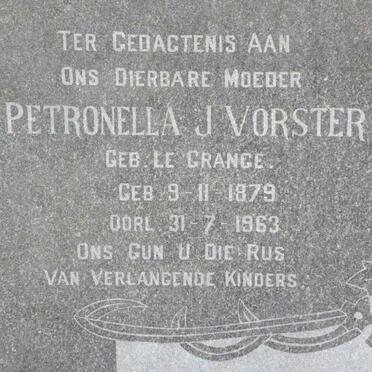 TER GEDAGTENIS AAN
ONS DIERBARE MOEDER
PETRONELLA J VORSTER
GEB. LE GRANGE.
GEB 9-11-1879
OORL 31-7-1963
ONS GUN U DIE RUS
VAN VERLANGENDE KINDERS.